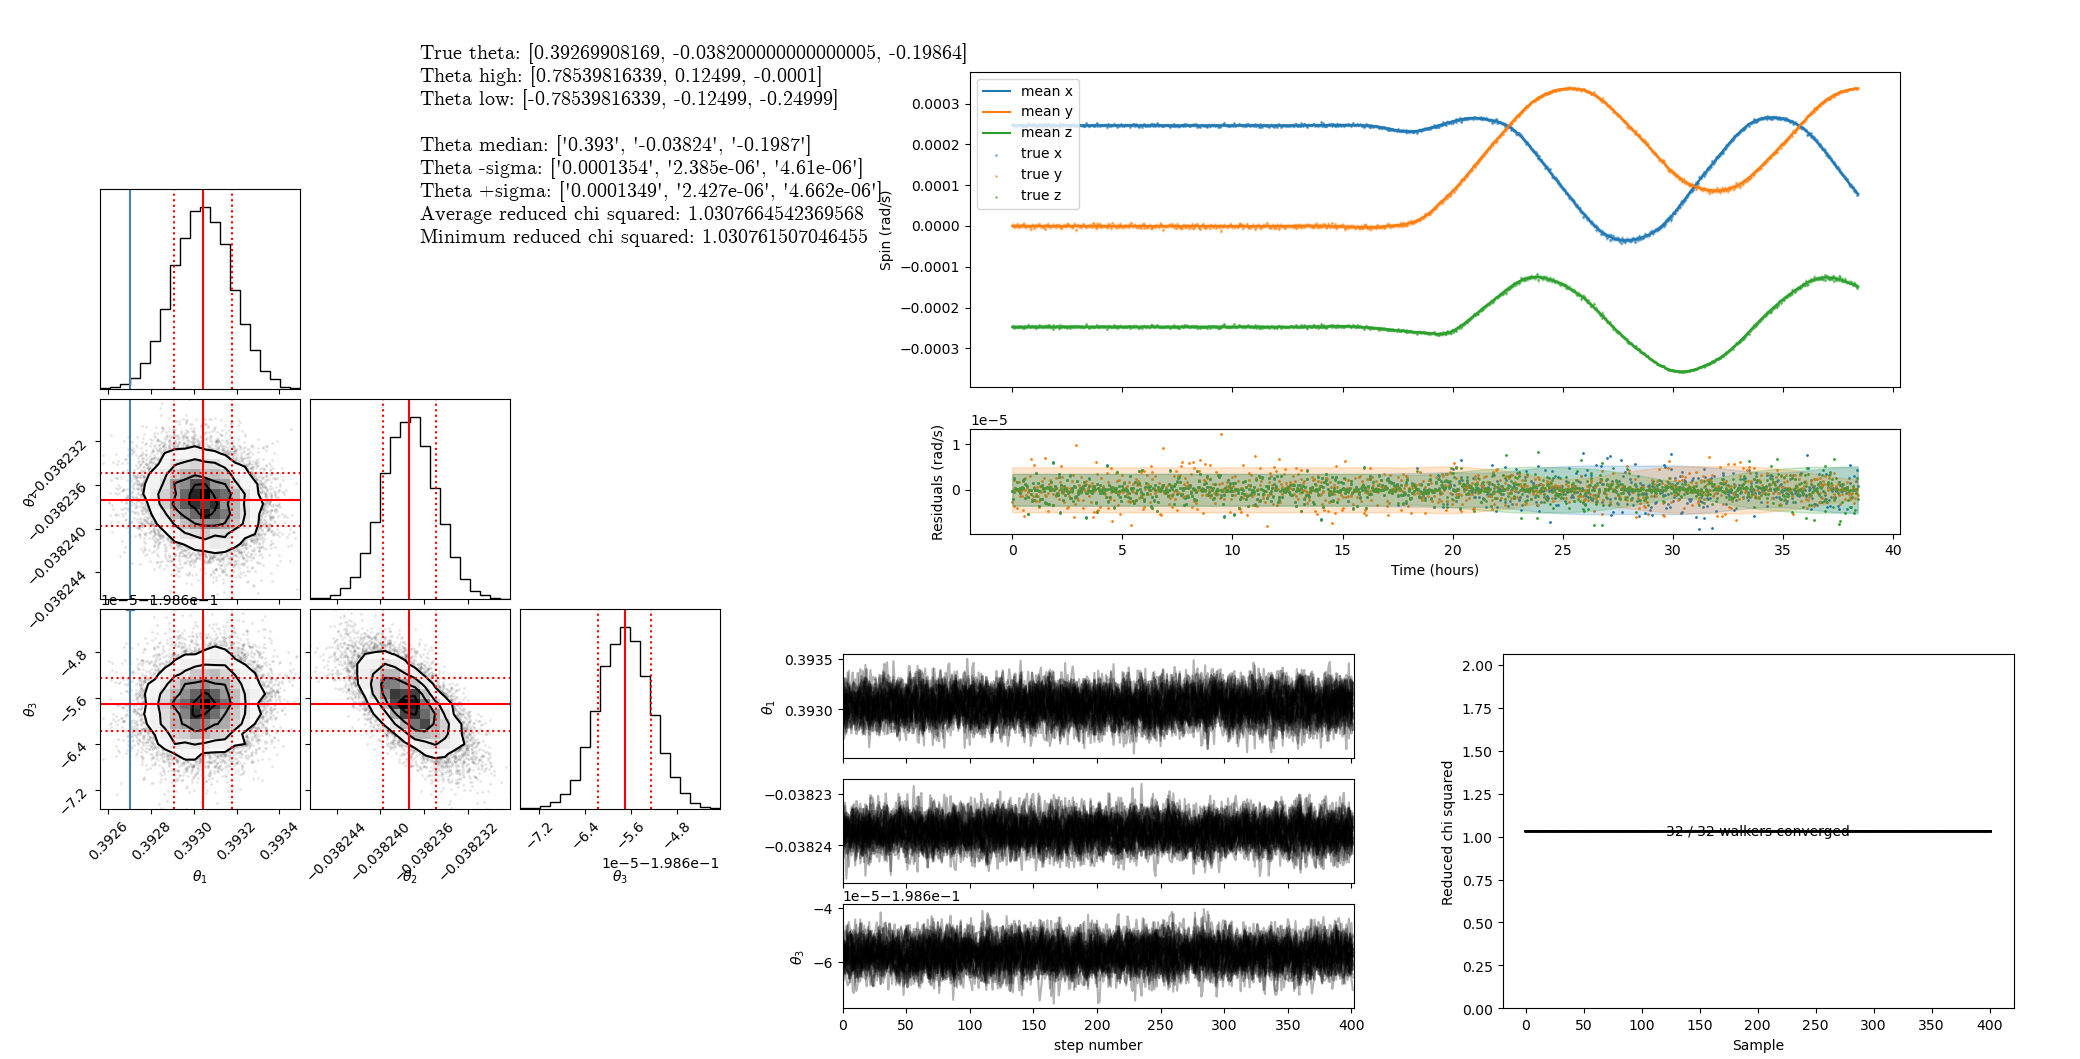 True theta: [0.39269908169, -0.038200000000000005, -0.19864]
Theta high: [0.78539816339, 0.12499, -0.0001]
Theta low: [-0.78539816339, -0.12499, -0.24999]
Theta median: ['0.393', '-0.03824', '-0.1987']
Theta -sigma: ['0.0001354', '2.385e-06', '4.61e-06']
Theta +sigma: ['0.0001349', '2.427e-06', '4.662e-06']
Average reduced chi squared: 1.0307664542369568
Minimum reduced chi squared: 1.030761507046455
mean x
mean y
mean z
true x
true y
true z
Spin (rad/s)
0.0003
0.0002
0.0001
0.0000
−0.0001
−0.0002
−0.0003
1e−5
Residuals (rad/s)
1
0
0 5 10 15 20 25 30 35 40
Time (hours)
θ2
−0.038232
−0.038236
−0.038240
−0.038244
1e−5−1.986e−1
θ3
−4.8
−5.6
−6.4
−7.2
0.3926 0.3928 0.3930 0.3932 0.3934
θ1
−0.038244 −0.038240 −0.038236 −0.038232
θ2
−7.2 −6.4 −5.6 −4.8
1e−5−1.986e−1
θ3
0.3935
0.3930
θ1
−0.03823
−0.03824
1e−5−1.986e−1
−4
−6
θ3
0 50 100 150 200 250 300 350 400
step number
2.00
1.75
1.50
1.25
1.00
0.75
0.50
0.25
0.00
Reduced chi squared
32 / 32 walkers converged
0 50 100 150 200 250 300 350 400
Sample